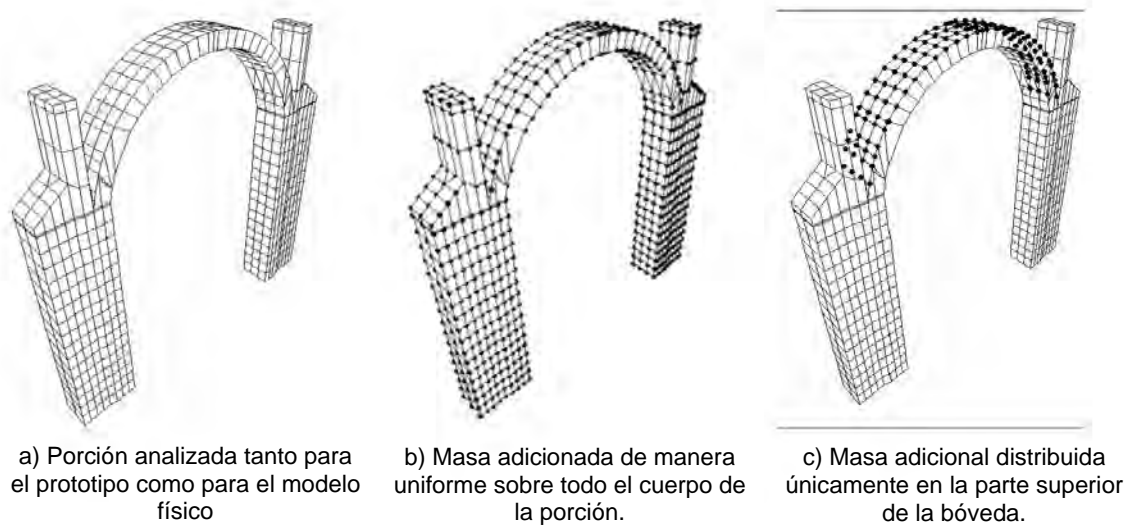 a) Porción analizada tanto para
el prototipo como para el modelo
físico
b) Masa adicionada de manera
uniforme sobre todo el cuerpo de
la porción.
c) Masa adicional distribuida
únicamente en la parte superior
de la bóveda.